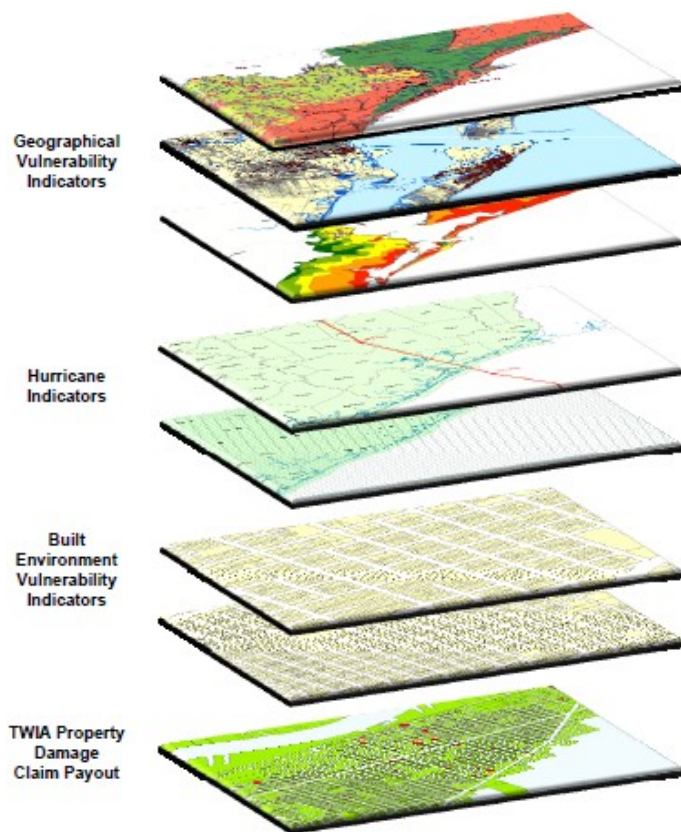 Geographical
Vulnerability
Indicators
Hurricane
Indicators
Built
Environment
Vulnerability
Indicators
TWIA Property
Damage
Claim Payout